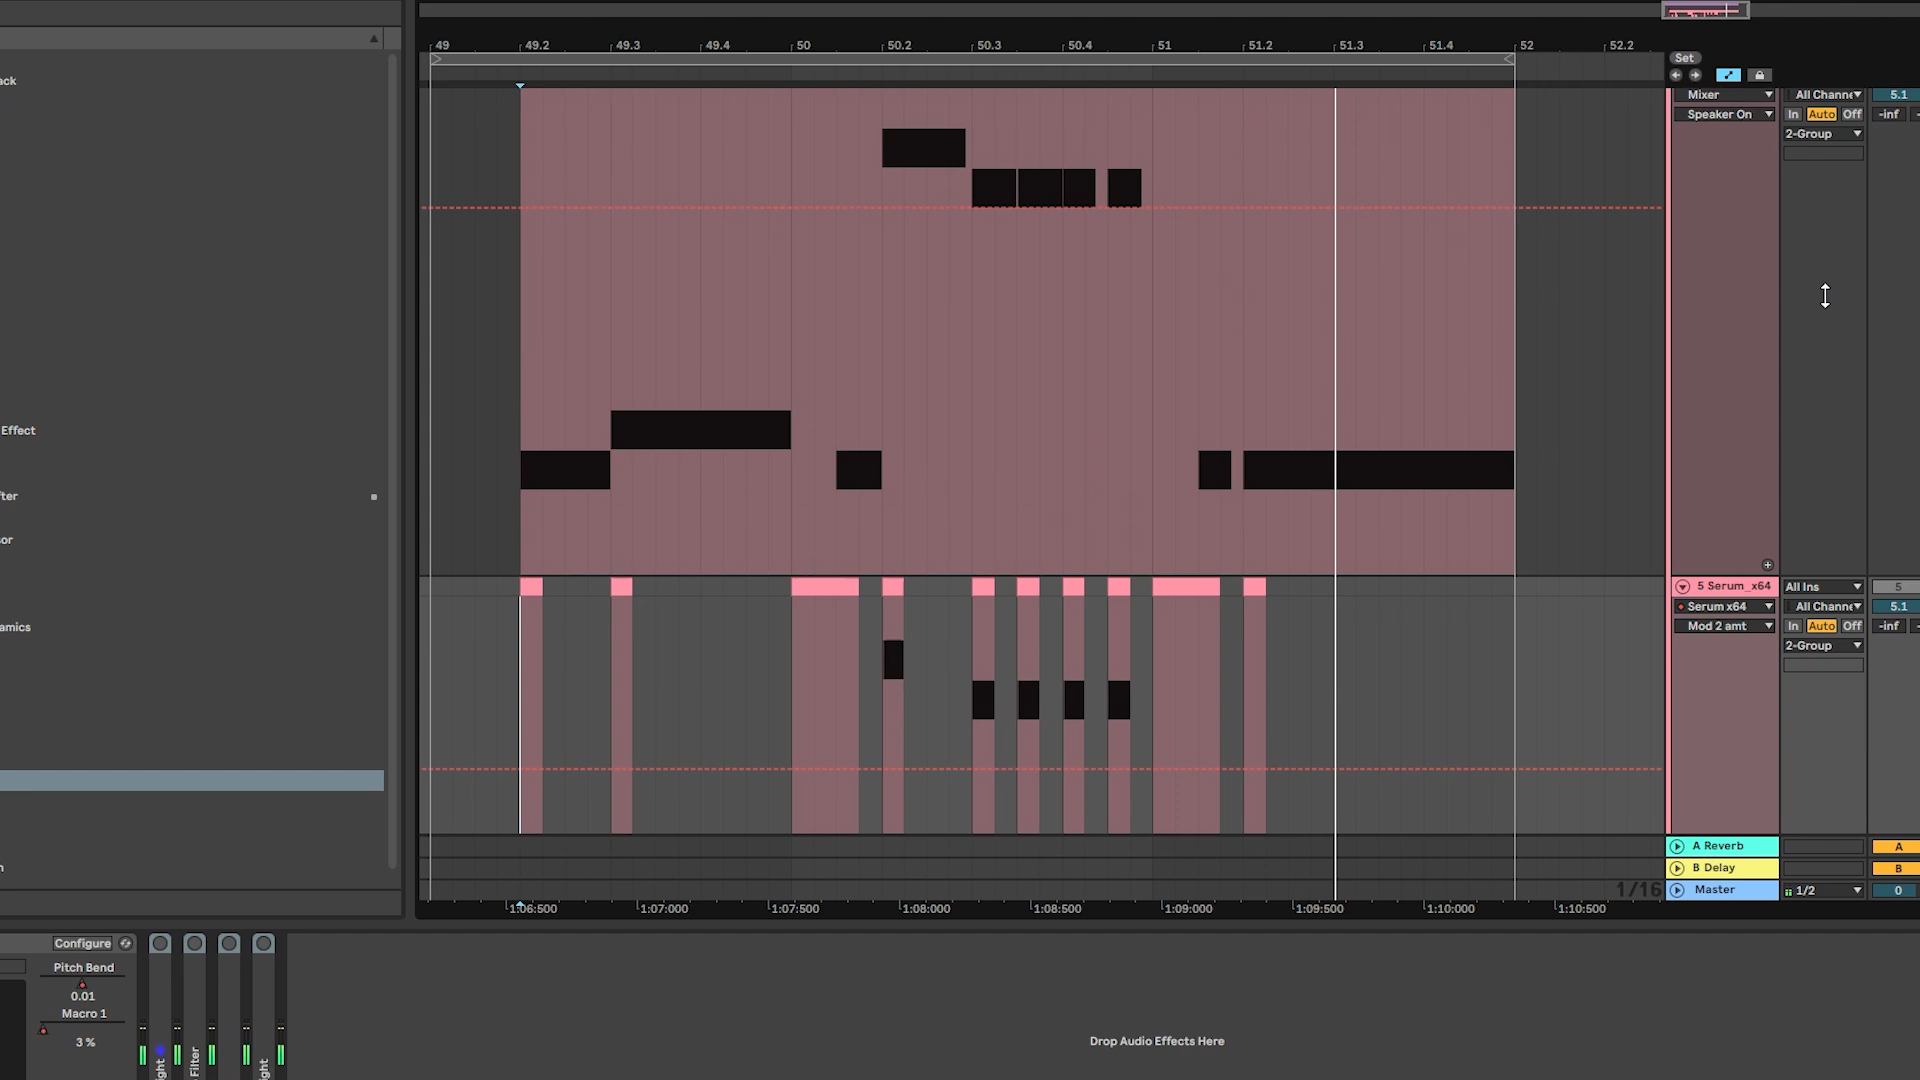 49 49.2 49.3 49.4 50 50.2 50.3 50.4 51 51.2 51.3 51.4 52 52.2
Set
ack
Mixer All Channe 5.1
Speaker On In Auto Off -inf
2-Group
Effect
fter
sor
amics
5 Serum_x64 All Ins 5
Serum x64 All Channe 5.1
Mod 2 amt In Auto Off -inf
2-Group
A Reverb A
B Delay B
1/16 Master 1/2 0
1:06:500 1:07:000 1:07:500 1:08:000 1:08:500 1:09:000 1:09:500 1:10:000 1:10:500
Configure
Pitch Bend
0.01
Macro 1
3 %
Drop Audio Effects Here
ight Filter ight